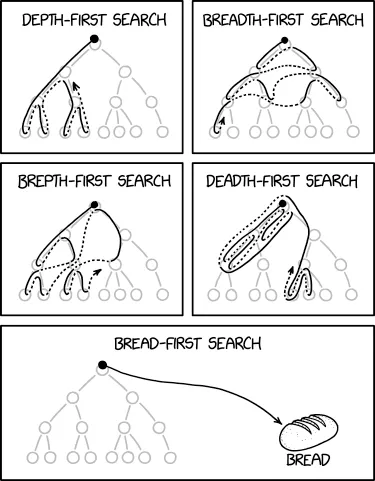 DEPTH-FIRST SEARCH
BREADTH-FIRST SEARCH
BREPTH-FIRST SEARCH
DEADTH-FIRST SEARCH
BREAD-FIRST SEARCH
BREAD